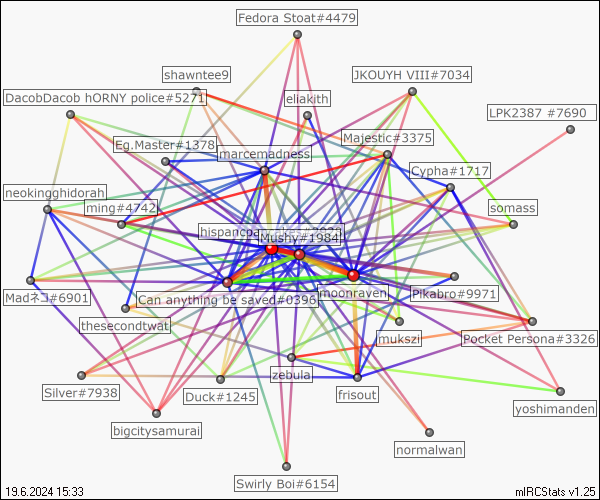 Fedora Stoat#4479
shawntee9
JKOUYH VIII#7034
DacobDacob hORNY police#5271
eliakith
LPK2387 #7690
Majestic#3375
Eg.Master#1378
marcemadness
Cypha#1717
neokingghidorah
ming#4742
somass
Mushy#1984
Madネコ#6901
Can anything be saved#0396
moonraven
Pikabro#9971
thesecondtwat
mukszi
Pocket Persona#3326
zebula
Silver#7938
Duck#1245
frisout
yoshimanden
bigcitysamurai
normalwan
Swirly Boi#6154
19.6.2024 15:33
mIRCStats v1.25